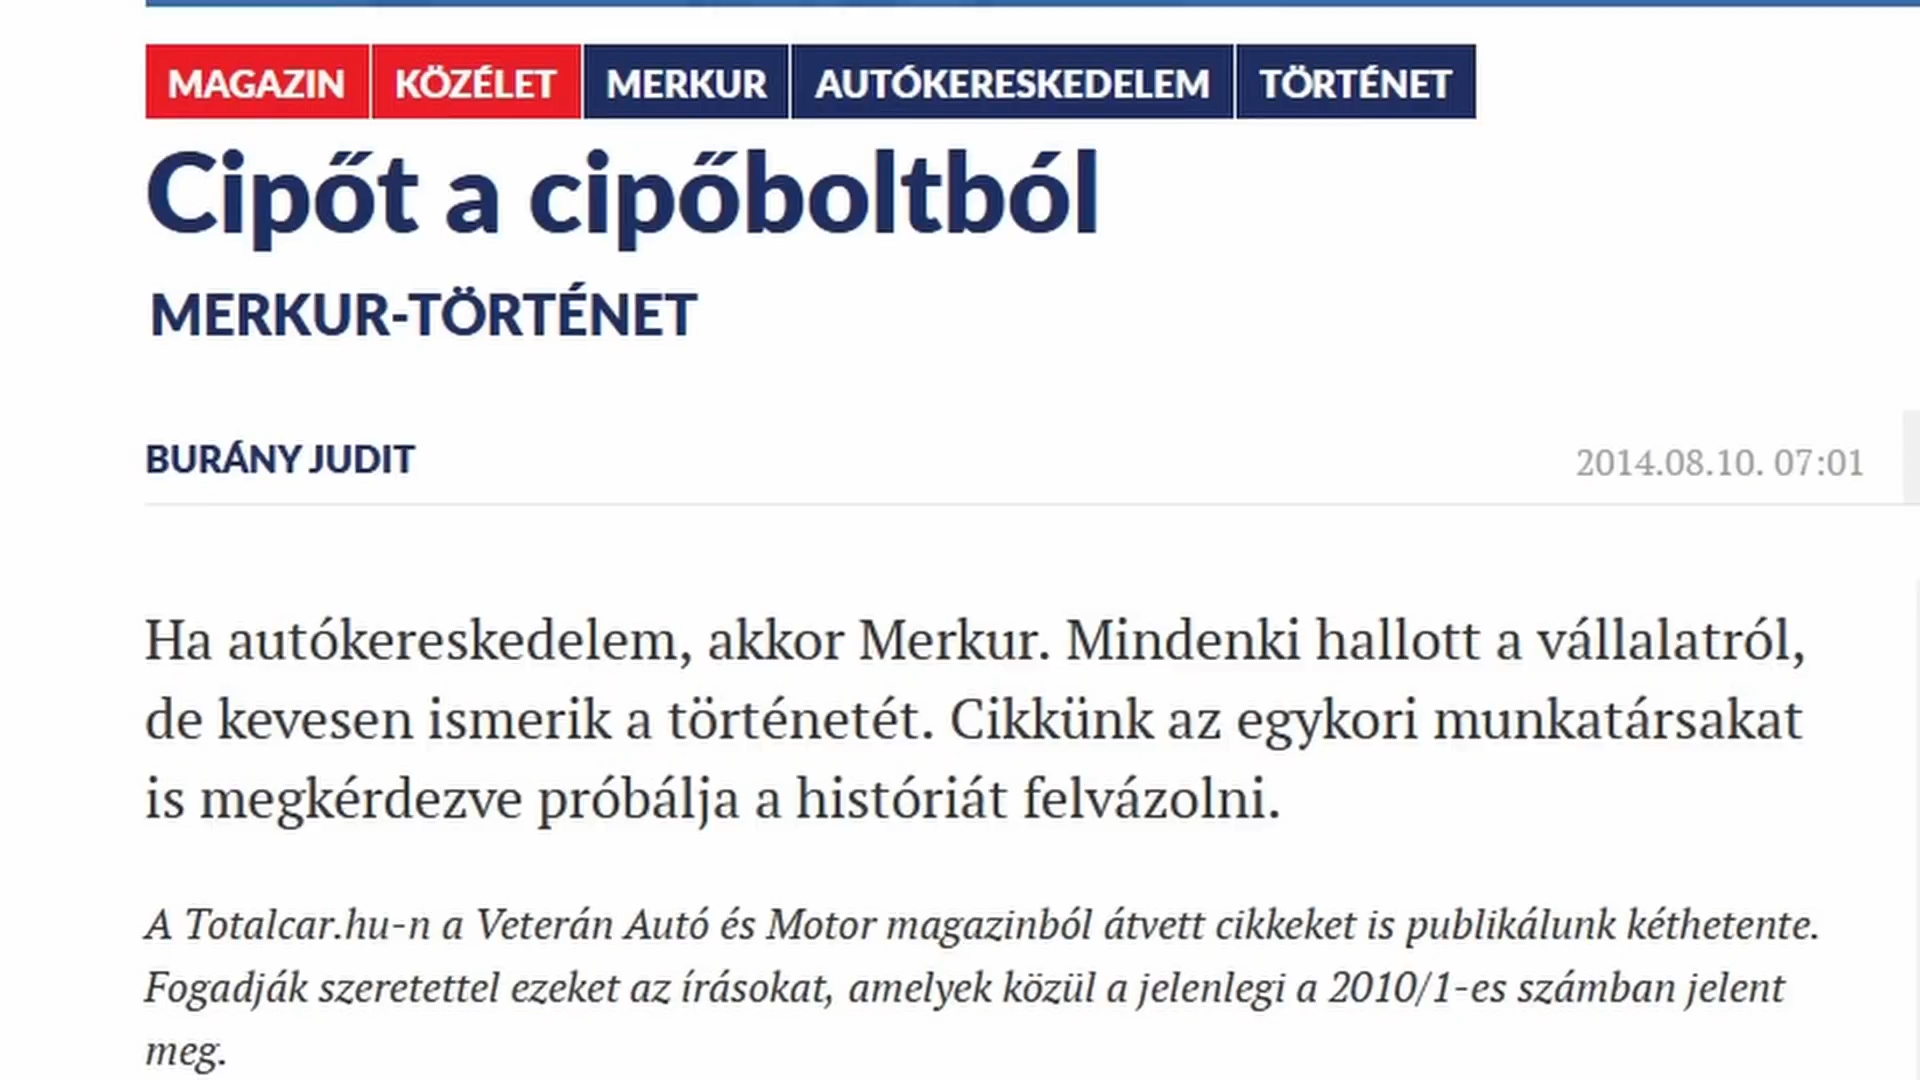 MAGAZIN KÖZÉLET MERKUR AUTÓKERESKEDELEM TÖRTÉNET
Cipőt a cipőboltból
MERKUR-TÖRTÉNET
BURÁNY JUDIT 2014.08.10. 07:01
Ha autókereskedelem, akkor Merkur. Mindenki hallott a vállalatról,
de kevesen ismerik a történetét. Cikkünk az egykori munkatársakat
is megkérdezve próbálja a históriát felvázolni.
A Totalcar.hu-n a Veterán Autó és Motor magazinból átvett cikkeket is publikálunk kéthetente.
Fogadják szeretettel ezeket az írásokat, amelyek közül a jelenlegi a 2010/1-es számban jelent
meg.